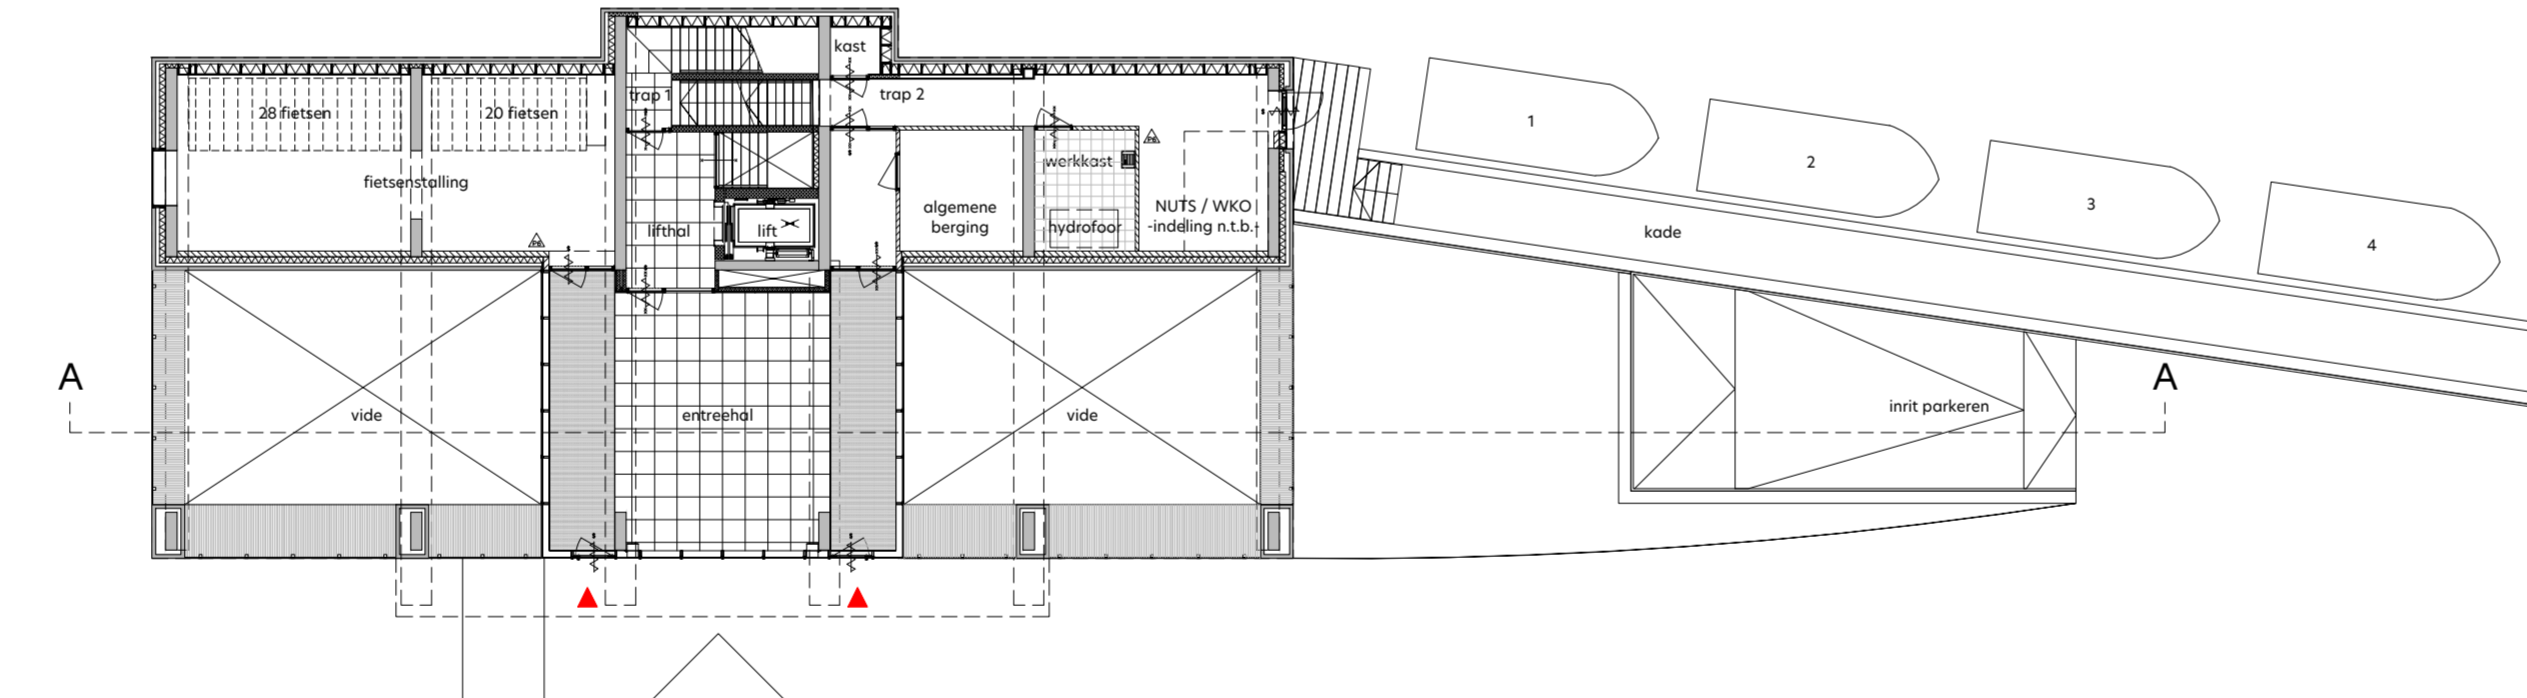 kast
28 fietsen
20 fietsen
trap 1
trap 2
1
2
3
4
fietsenstalling
werkkast
algemene
berging
NUTS / WKO
-indeling n.t.b.-
hydrofoor
lifthal
lift
kade
A
A
vide
entreehal
vide
inrit parkeren